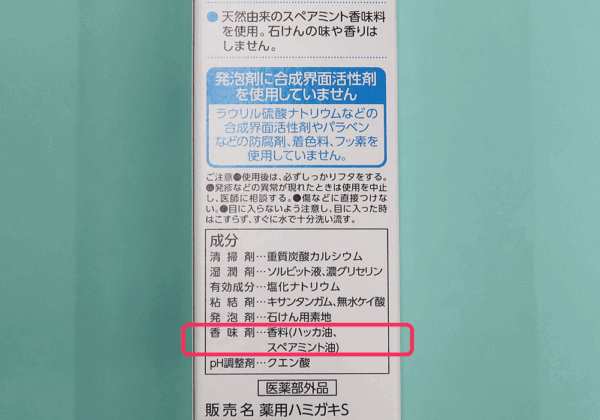 ●天然由来のスペアミント香味料
を使用。石けんの味や香りは
しません。
発泡剤に合成界面活性剤
を使用していません
ラウリル硫酸ナトリウムなどの
合成界面活性剤やパラベン
などの防腐剤、着色料、フッ素を
使用していません。
ご注意●使用後は、必ずしっかりフタをする。
●発疹などの異常が現れたときは使用を中止
し、医師に相談する。●傷などに直接つけな
い。●目に入らないよう注意し、目に入った時
はこすらず、すぐに水で十分洗い流す。
成分
清掃剤…重質炭酸カルシウム
湿潤剤…ソルビット液、濃グリセリン
有効成分…塩化ナトリウム
粘結剤…キサンタンガム、無水ケイ酸
発泡剤…石けん用素地
香味剤…香料(ハッカ油、
スペアミント油)
pH調整剤…クエン酸
医薬部外品
販売名 薬用ハミガキS